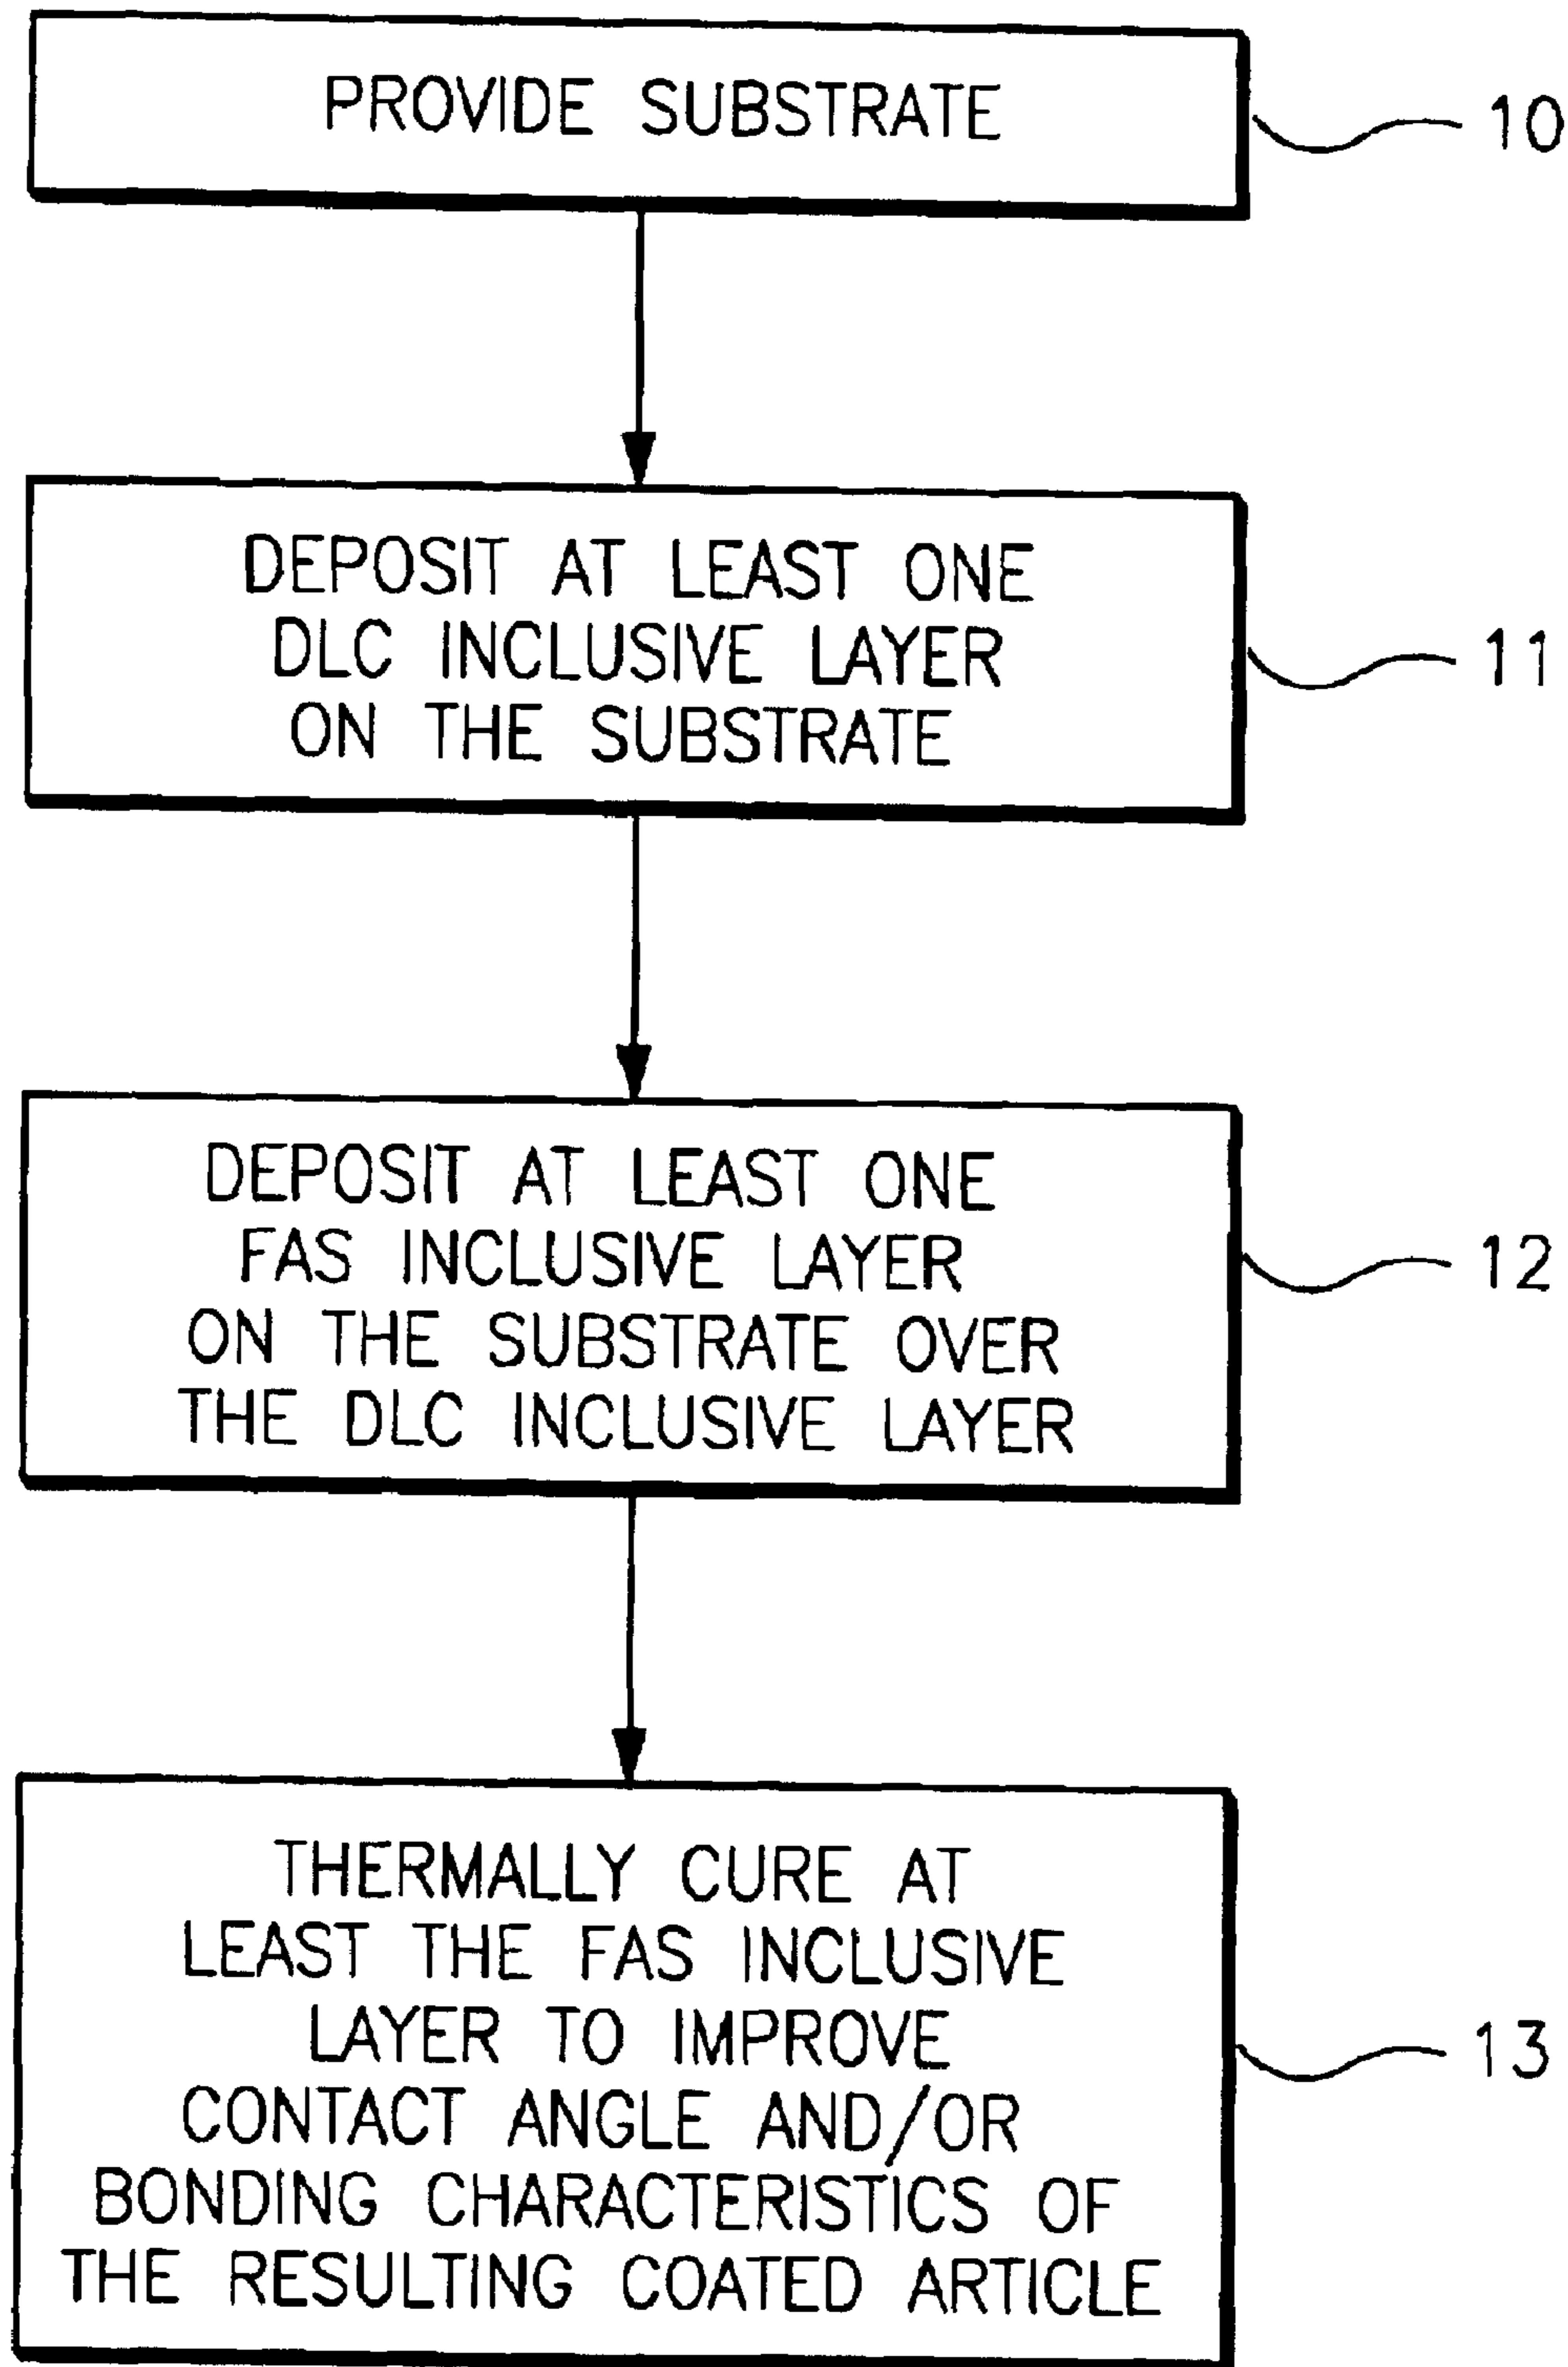 PROVIDE SUBSTRATE
10
DEPOSIT AT LEAST ONE
DLC INCLUSIVE LAYER
ON THE SUBSTRATE
11
DEPOSIT AT LEAST ONE
FAS INCLUSIVE LAYER
ON THE SUBSTRATE OVER
THE DLC INCLUSIVE LAYER
12
THERMALLY CURE AT
LEAST THE FAS INCLUSIVE
LAYER TO IMPROVE
CONTACT ANGLE AND/OR
BONDING CHARACTERISTICS OF
THE RESULTING COATED ARTICLE
13